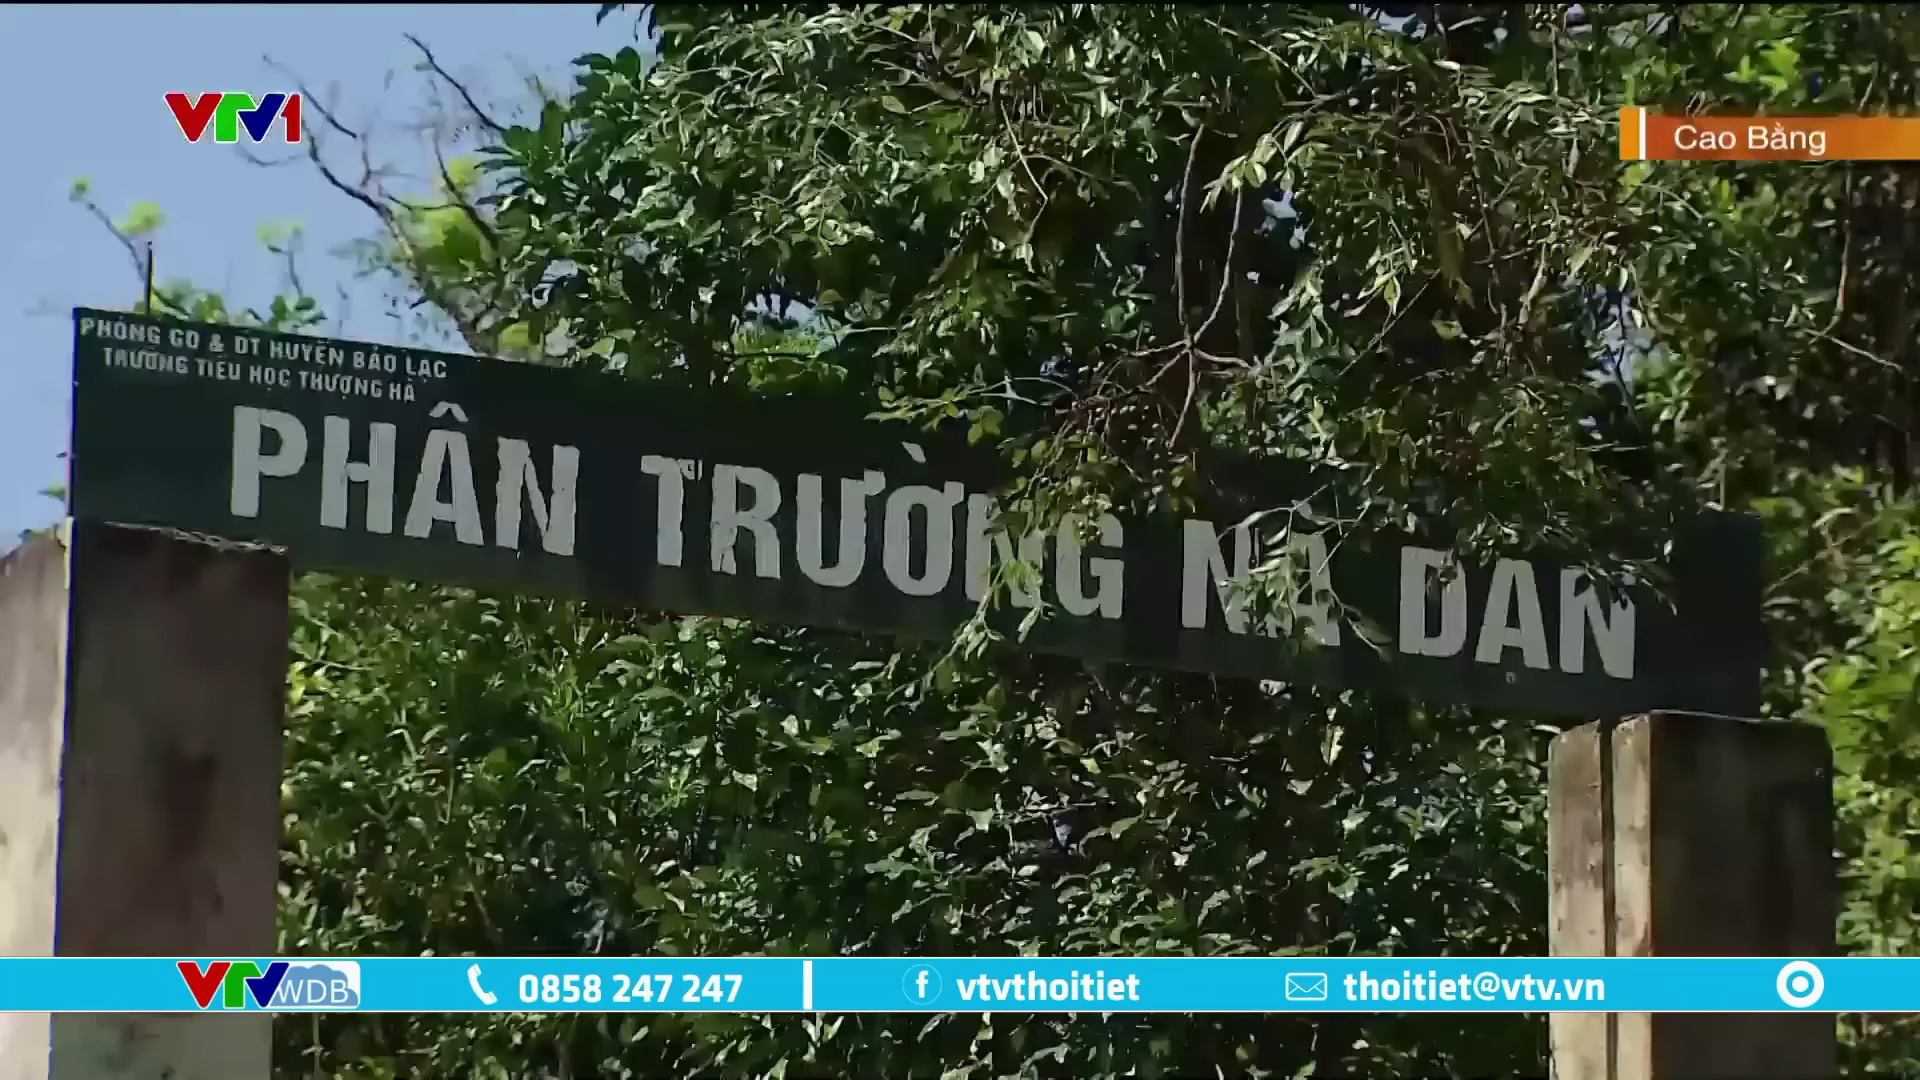 VTV1
Cao Bằng
PHÒNG GD & ĐT HUYỆN BẢO LẠC
TRƯỜNG TIỂU HỌC THƯỢNG HÀ
PHÂN TRƯỜNG NÀ DẠN
VTV WDB 0858 247 247 vtvthoitiet thoitiet@vtv.vn